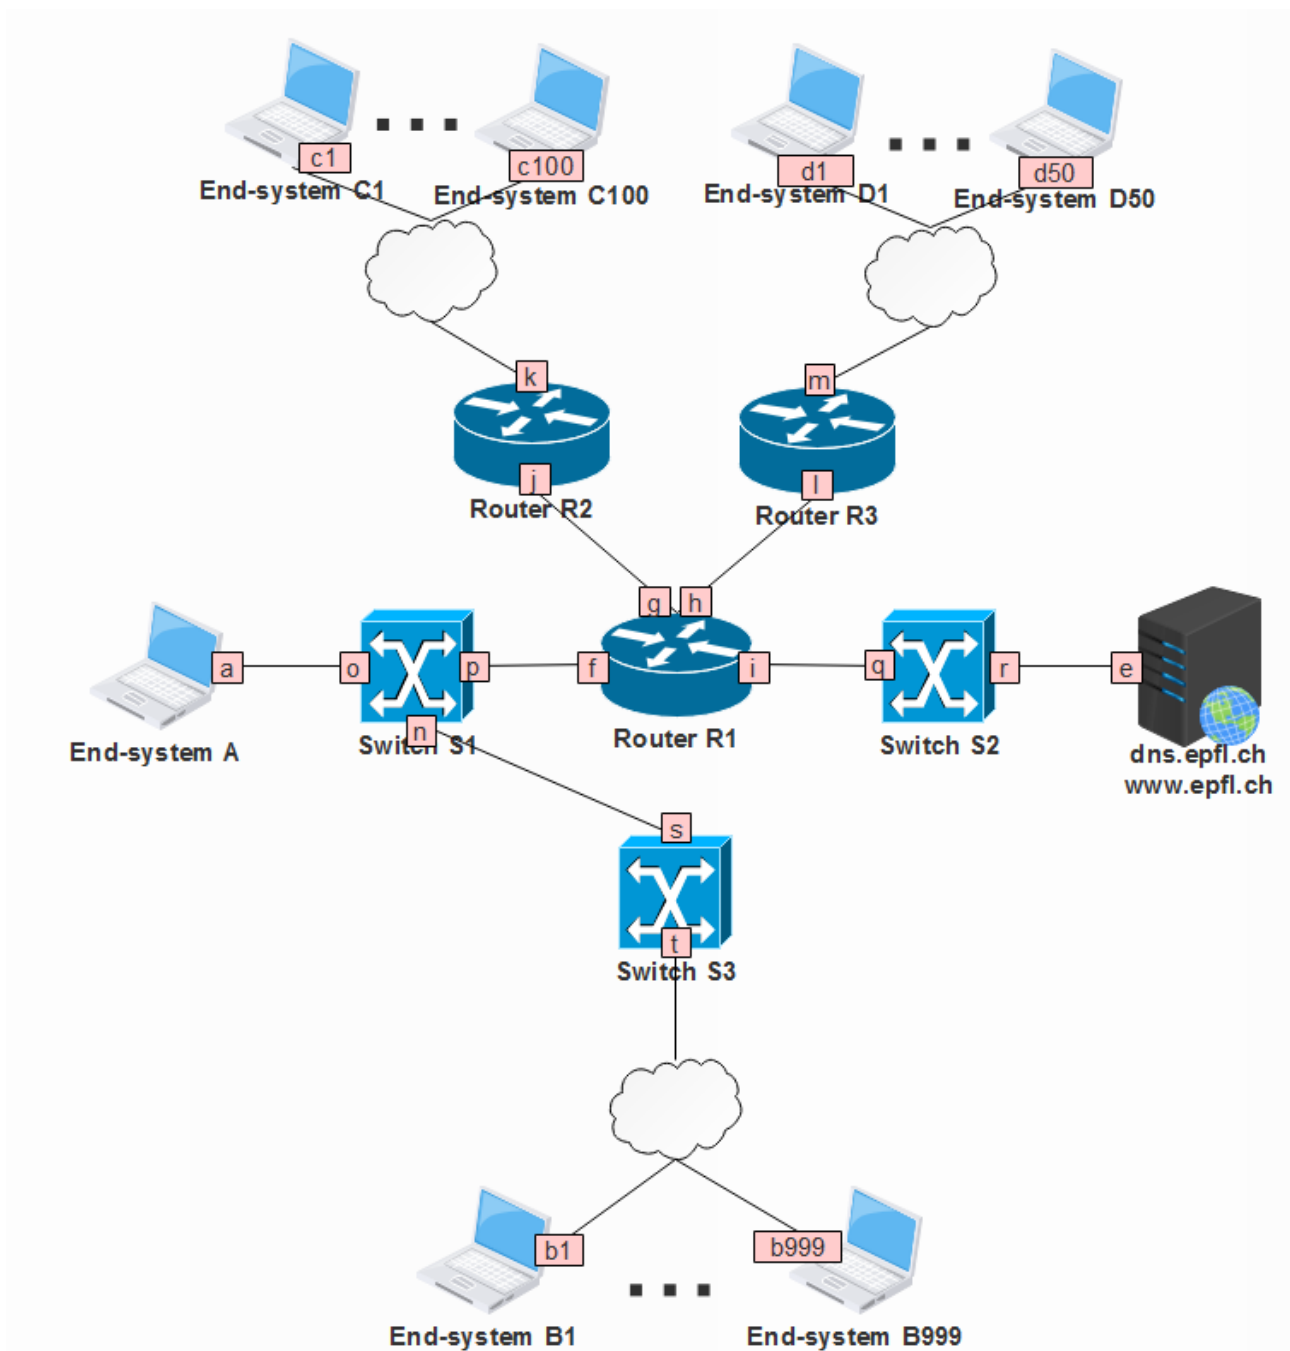 c1
c100
d1
d50
End-system C1
End-system C100
End-system D1
End-system D50
k
m
j
l
Router R2
Router R3
g
h
a
o
p
f
i
q
r
e
n
End-system A
Switch S1
Router R1
Switch S2
dns.epfl.ch
www.epfl.ch
s
t
Switch S3
b1
b999
End-system B1
End-system B999